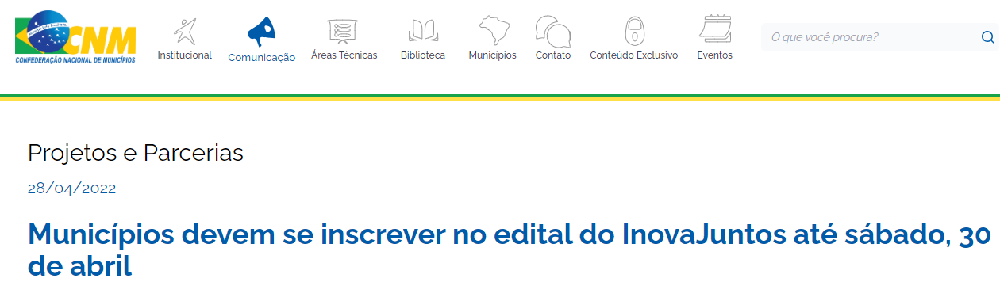 CNM
CONFEDERAÇÃO NACIONAL DE MUNICÍPIOS
Institucional
Comunicação
Áreas Técnicas
Biblioteca
Municípios
Contato
Conteúdo Exclusivo
Eventos
O que você procura?
Projetos e Parcerias
28/04/2022
Municípios devem se inscrever no edital do InovaJuntos até sábado, 30
de abril